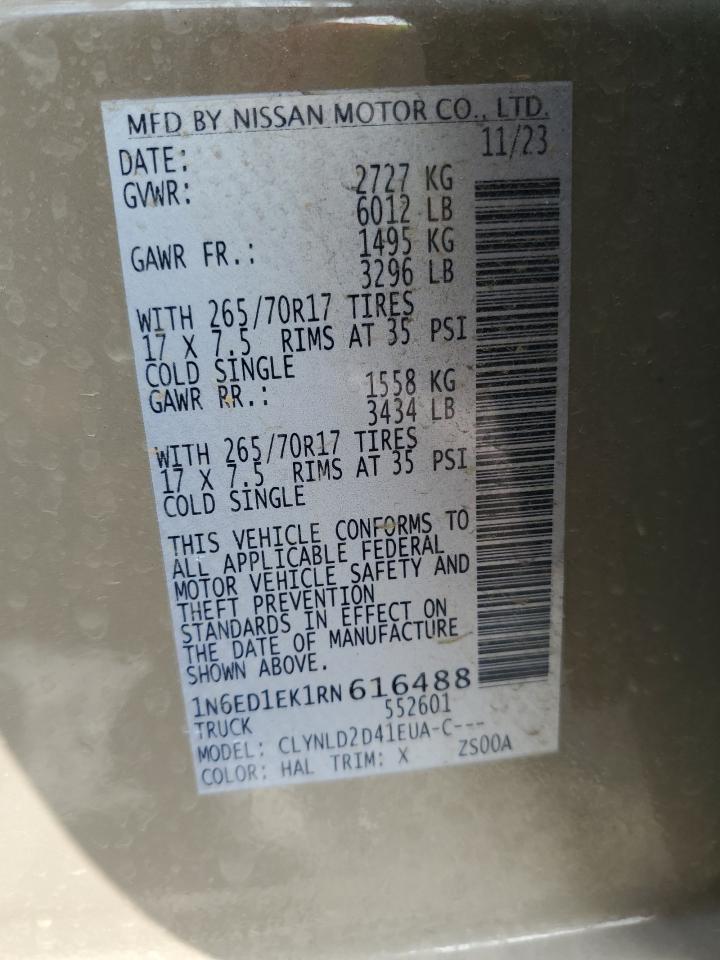 MFD BY NISSAN MOTOR CO., LTD.
DATE: 11/23
GVWR: 2727 KG
6012 LB
GAWR FR.: 1495 KG
3296 LB
WITH 265/70R17 TIRES
17 X 7.5 RIMS AT 35 PSI
COLD SINGLE
GAWR RR.: 1558 KG
3434 LB
WITH 265/70R17 TIRES
17 X 7.5 RIMS AT 35 PSI
COLD SINGLE
THIS VEHICLE CONFORMS TO
ALL APPLICABLE FEDERAL
MOTOR VEHICLE SAFETY AND
THEFT PREVENTION
STANDARDS IN EFFECT ON
THE DATE OF MANUFACTURE
SHOWN ABOVE.
1N6ED1EK1RN616488
TRUCK 552601
MODEL: CLYNLD2D41EUA-C---
COLOR: HAL TRIM: X ZS00A